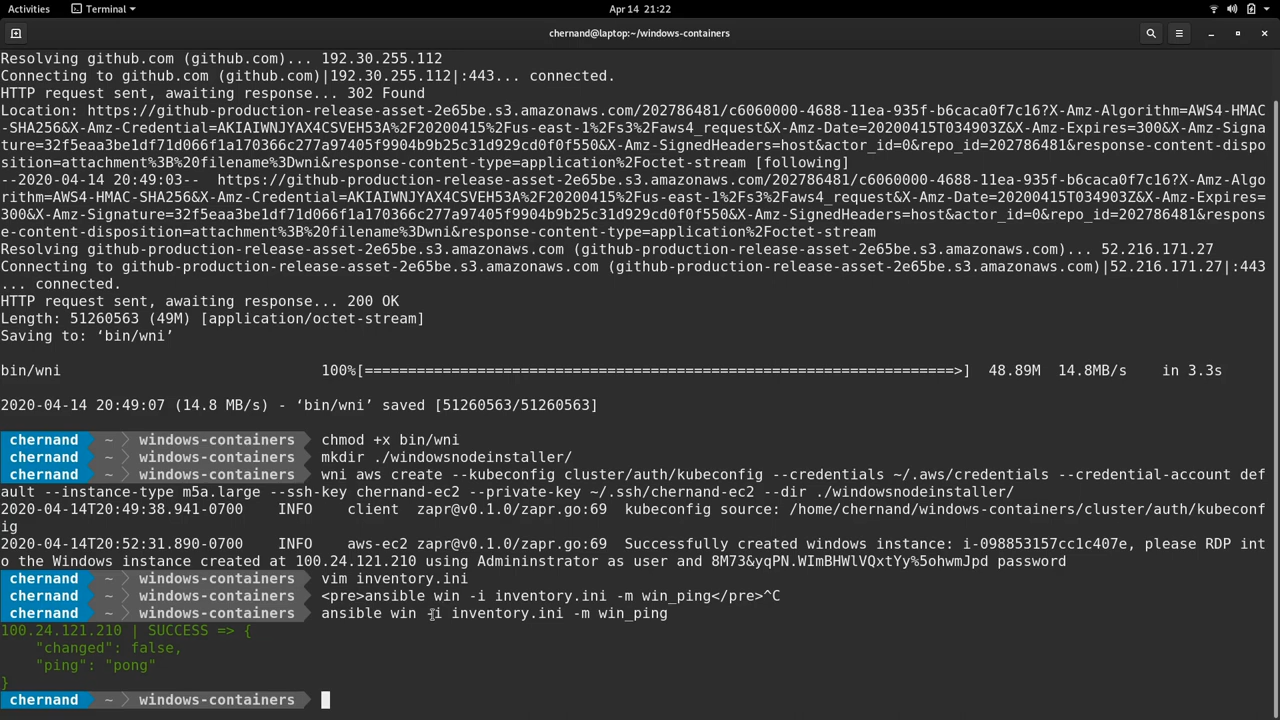 Activities
Terminal
Apr 14 21:22
chernand@laptop:~/windows-containers
Resolving github.com (github.com)... 192.30.255.112
Connecting to github.com (github.com)|192.30.255.112|:443... connected.
HTTP request sent, awaiting response... 302 Found
Location: https://github-production-release-asset-2e65be.s3.amazonaws.com/202786481/c6060000-4688-11ea-935f-b6caca0f7c16?X-Amz-Algorithm=AWS4-HMAC
-SHA256&X-Amz-Credential=AKIAIWNJYAX4CSVEH53A%2F20200415%2Fus-east-1%2Fs3%2Faws4_request&X-Amz-Date=20200415T034903Z&X-Amz-Expires=300&X-Amz-Signa
ture=32f5eaa3be1df71d066f1a170366c277a97405f9904b9b25c31d929cd0f0f550&X-Amz-SignedHeaders=host&actor_id=0&repo_id=202786481&response-content-dispo
sition=attachment%3B%20filename%3Dwni&response-content-type=application%2Foctet-stream [following]
--2020-04-14 20:49:03-- https://github-production-release-asset-2e65be.s3.amazonaws.com/202786481/c6060000-4688-11ea-935f-b6caca0f7c16?X-Amz-Algo
rithm=AWS4-HMAC-SHA256&X-Amz-Credential=AKIAIWNJYAX4CSVEH53A%2F20200415%2Fus-east-1%2Fs3%2Faws4_request&X-Amz-Date=20200415T034903Z&X-Amz-Expires=
300&X-Amz-Signature=32f5eaa3be1df71d066f1a170366c277a97405f9904b9b25c31d929cd0f0f550&X-Amz-SignedHeaders=host&actor_id=0&repo_id=202786481&respons
e-content-disposition=attachment%3B%20filename%3Dwni&response-content-type=application%2Foctet-stream
Resolving github-production-release-asset-2e65be.s3.amazonaws.com (github-production-release-asset-2e65be.s3.amazonaws.com)... 52.216.171.27
Connecting to github-production-release-asset-2e65be.s3.amazonaws.com (github-production-release-asset-2e65be.s3.amazonaws.com)|52.216.171.27|:443
... connected.
HTTP request sent, awaiting response... 200 OK
Length: 51260563 (49M) [application/octet-stream]
Saving to: ‘bin/wni’
bin/wni 100%[====================================================================>] 48.89M 14.8MB/s in 3.3s
2020-04-14 20:49:07 (14.8 MB/s) - ‘bin/wni’ saved [51260563/51260563]
chernand ~ windows-containers chmod +x bin/wni
chernand ~ windows-containers mkdir ./windowsnodeinstaller/
chernand ~ windows-containers wni aws create --kubeconfig cluster/auth/kubeconfig --credentials ~/.aws/credentials --credential-account def
ault --instance-type m5a.large --ssh-key chernand-ec2 --private-key ~/.ssh/chernand-ec2 --dir ./windowsnodeinstaller/
2020-04-14T20:49:38.941-0700 INFO client zapr@v0.1.0/zapr.go:69 kubeconfig source: /home/chernand/windows-containers/cluster/auth/kubeconf
ig
2020-04-14T20:52:31.890-0700 INFO aws-ec2 zapr@v0.1.0/zapr.go:69 Successfully created windows instance: i-098853157cc1c407e, please RDP int
o the Windows instance created at 100.24.121.210 using Admininstrator as user and 8M73&yqPN.WImBHWlVQxtYy%5ohwmJpd password
chernand ~ windows-containers vim inventory.ini
chernand ~ windows-containers <pre>ansible win -i inventory.ini -m win_ping</pre>^C
chernand ~ windows-containers ansible win -i inventory.ini -m win_ping
100.24.121.210 | SUCCESS => {
"changed": false,
"ping": "pong"
}
chernand ~ windows-containers